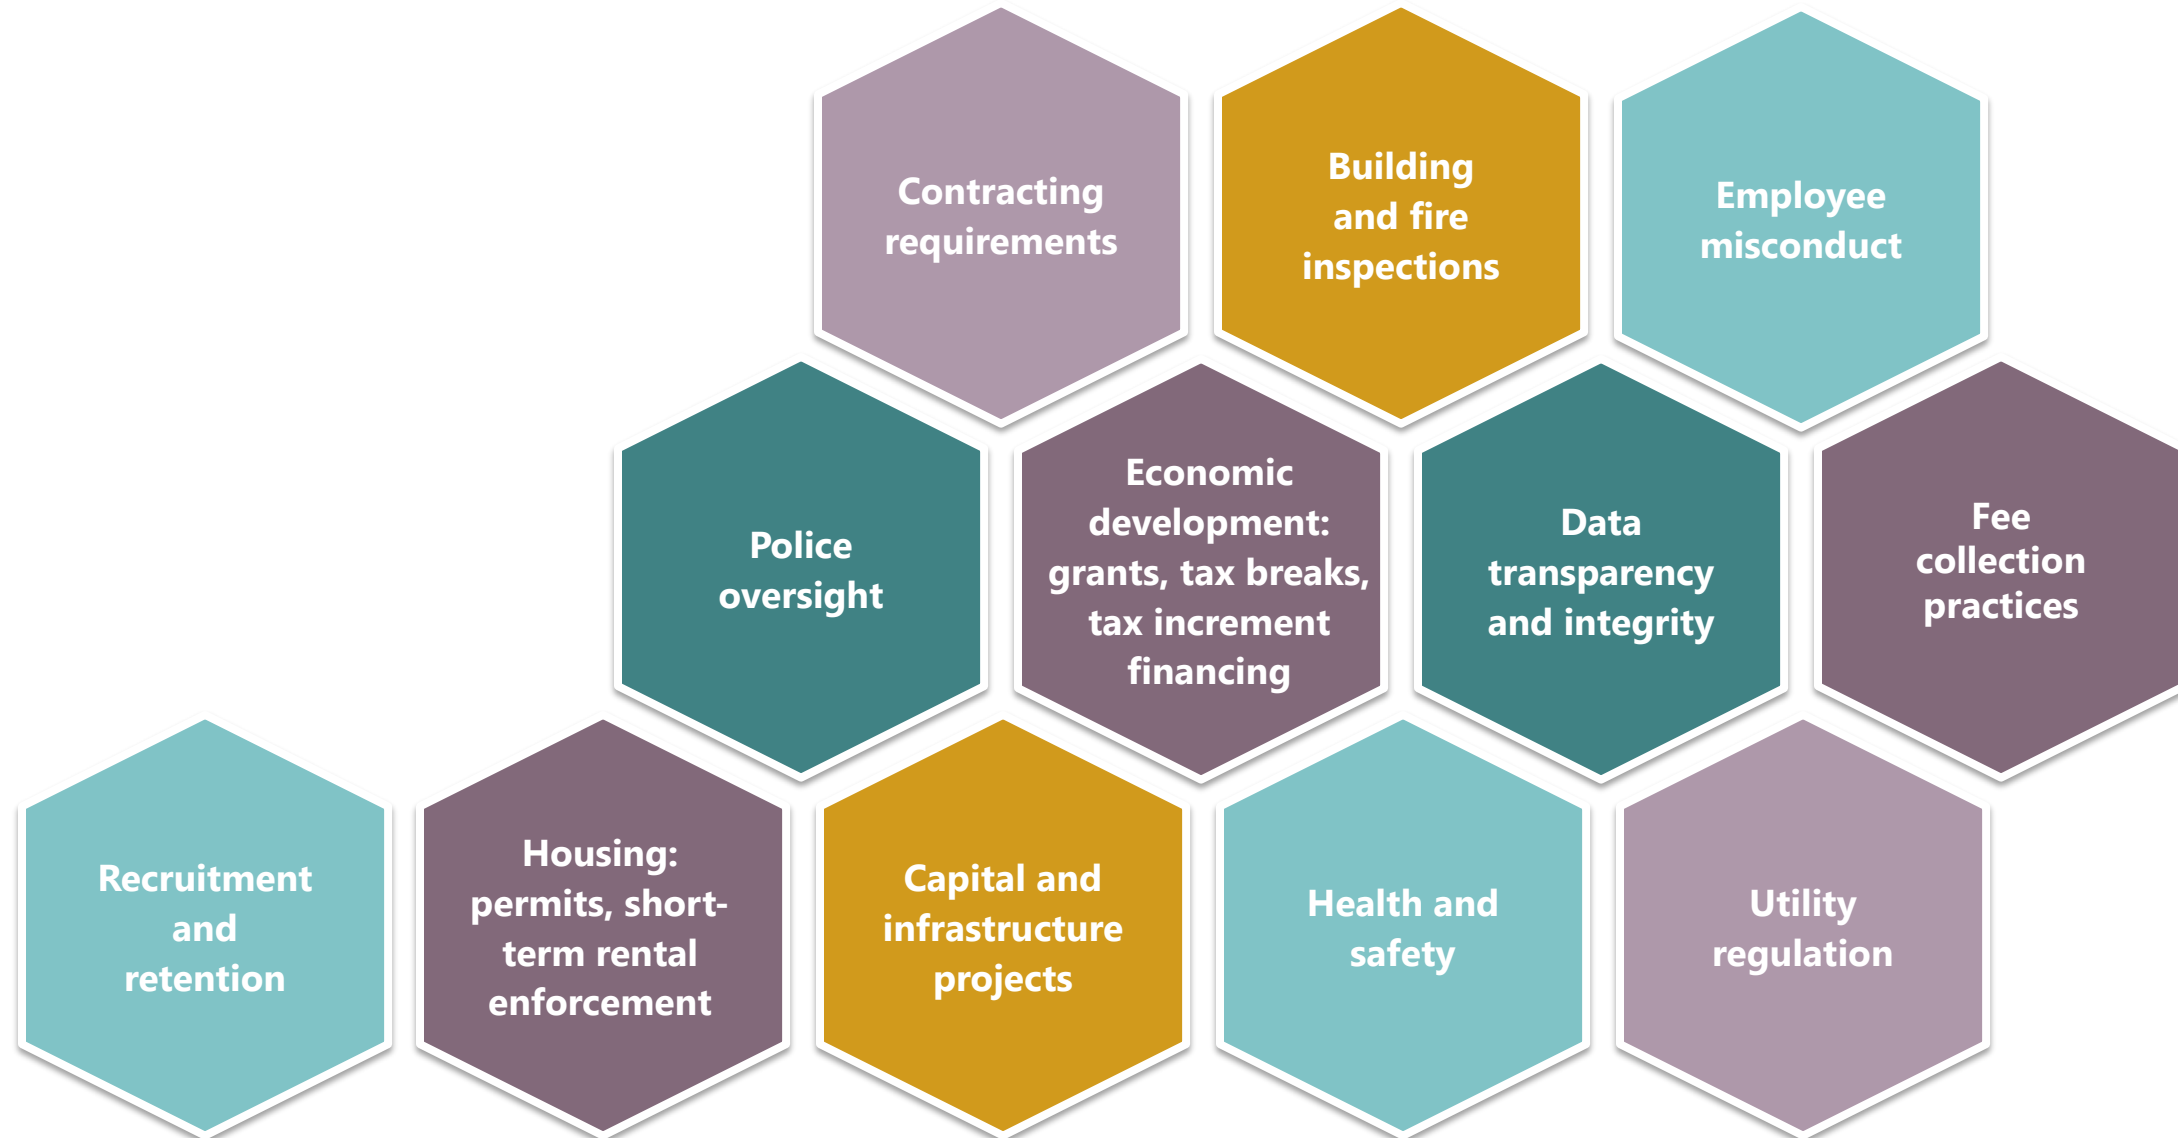 Contracting
requirements
Building
and fire
inspections
Employee
misconduct
Police
oversight
Economic
development:
grants, tax breaks,
tax increment
financing
Data
transparency
and integrity
Fee
collection
practices
Recruitment
and
retention
Housing:
permits, short-
term rental
enforcement
Capital and
infrastructure
projects
Health and
safety
Utility
regulation